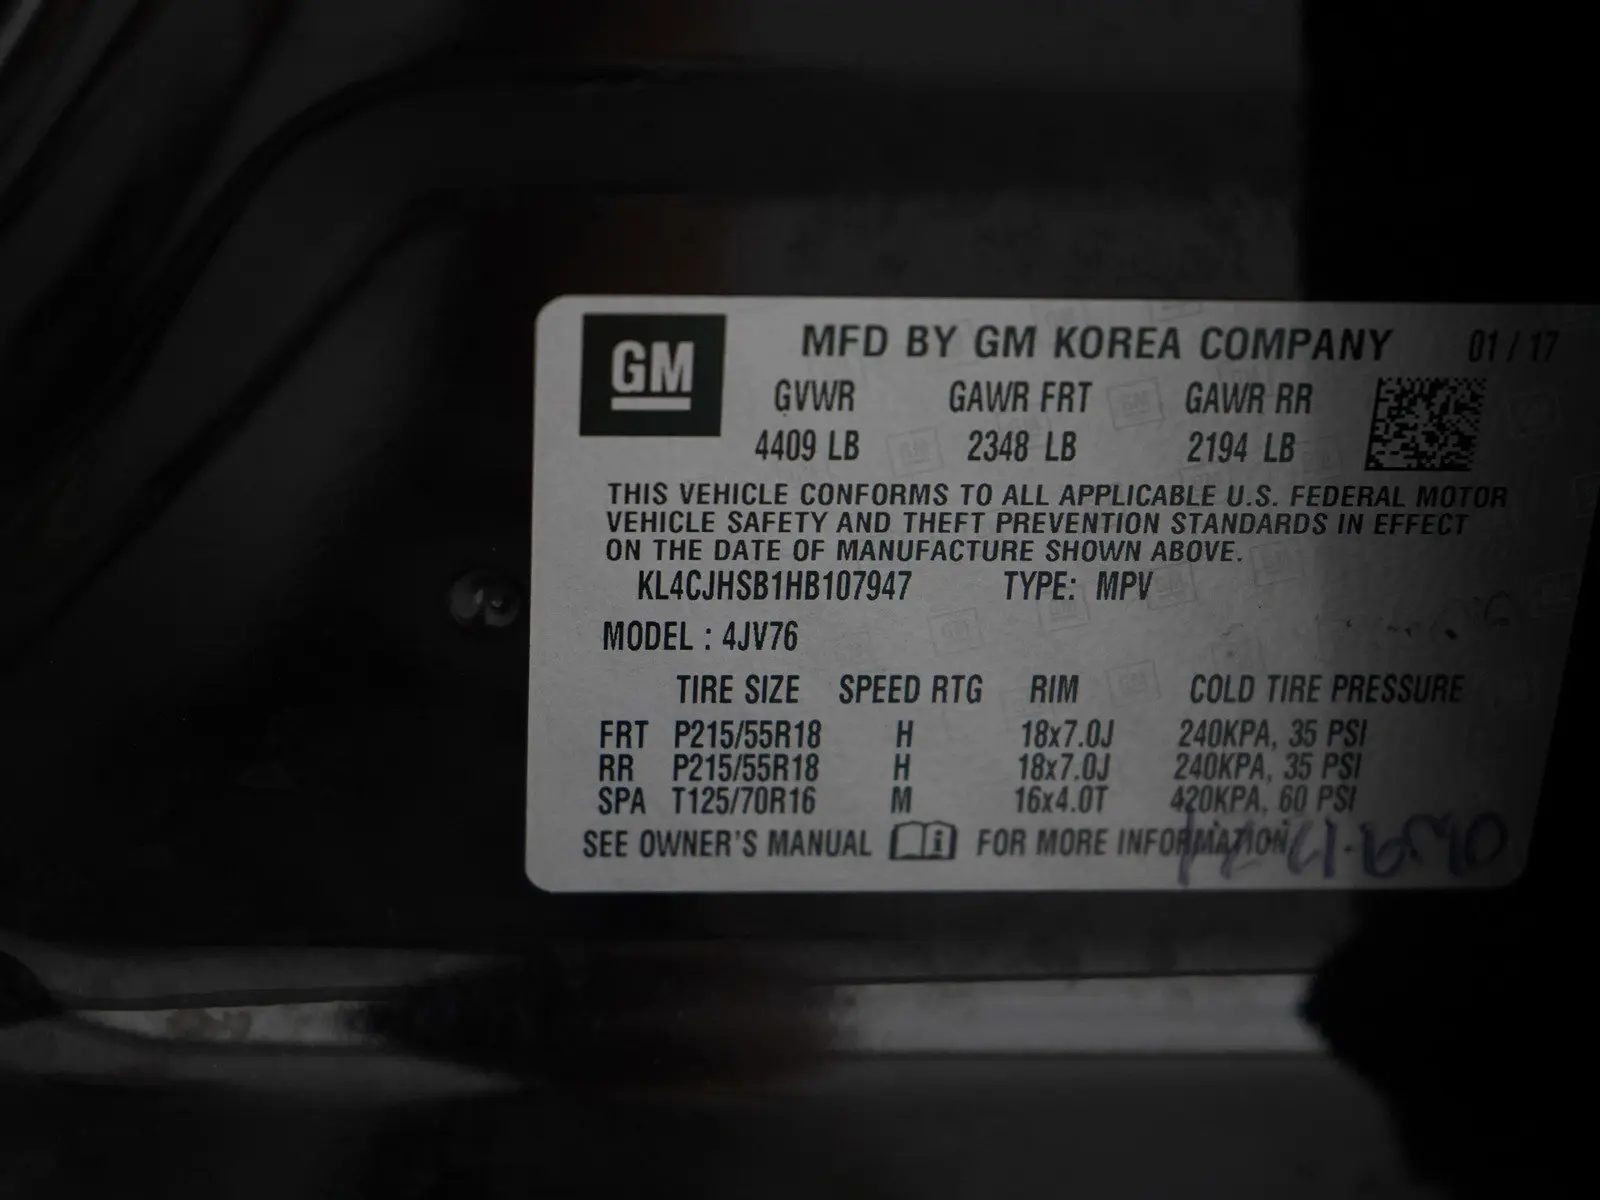 GM
MFD BY GM KOREA COMPANY 01 / 17
GVWR GAWR FRT GAWR RR
4409 LB 2348 LB 2194 LB
THIS VEHICLE CONFORMS TO ALL APPLICABLE U.S. FEDERAL MOTOR
VEHICLE SAFETY AND THEFT PREVENTION STANDARDS IN EFFECT
ON THE DATE OF MANUFACTURE SHOWN ABOVE.
KL4CJHSB1HB107947 TYPE: MPV
MODEL : 4JV76
TIRE SIZE SPEED RTG RIM COLD TIRE PRESSURE
FRT P215/55R18 H 18x7.0J 240KPA, 35 PSI
RR P215/55R18 H 18x7.0J 240KPA, 35 PSI
SPA T125/70R16 M 16x4.0T 420KPA, 60 PSI
SEE OWNER'S MANUAL FOR MORE INFORMATION